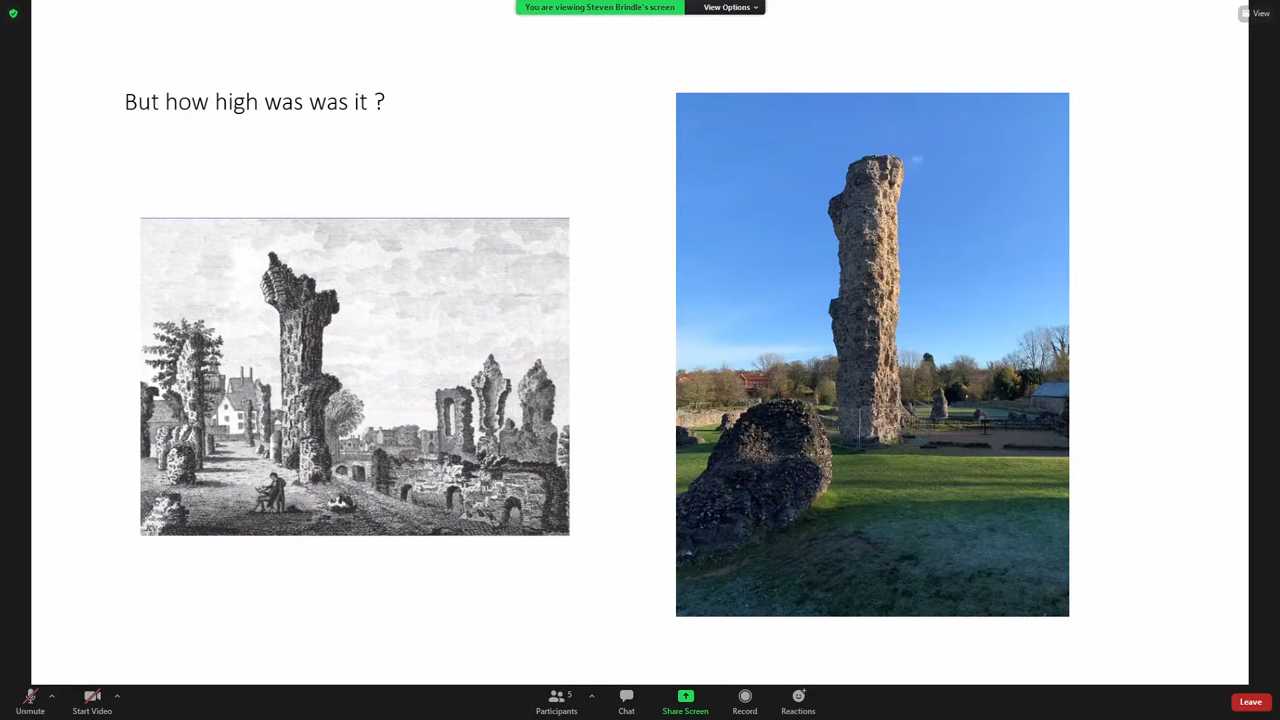 You are viewing Steven Brindle's screen
View Options
View
But how high was was it ?
Unmute
Start Video
5
Participants
Chat
Share Screen
Record
Reactions
Leave